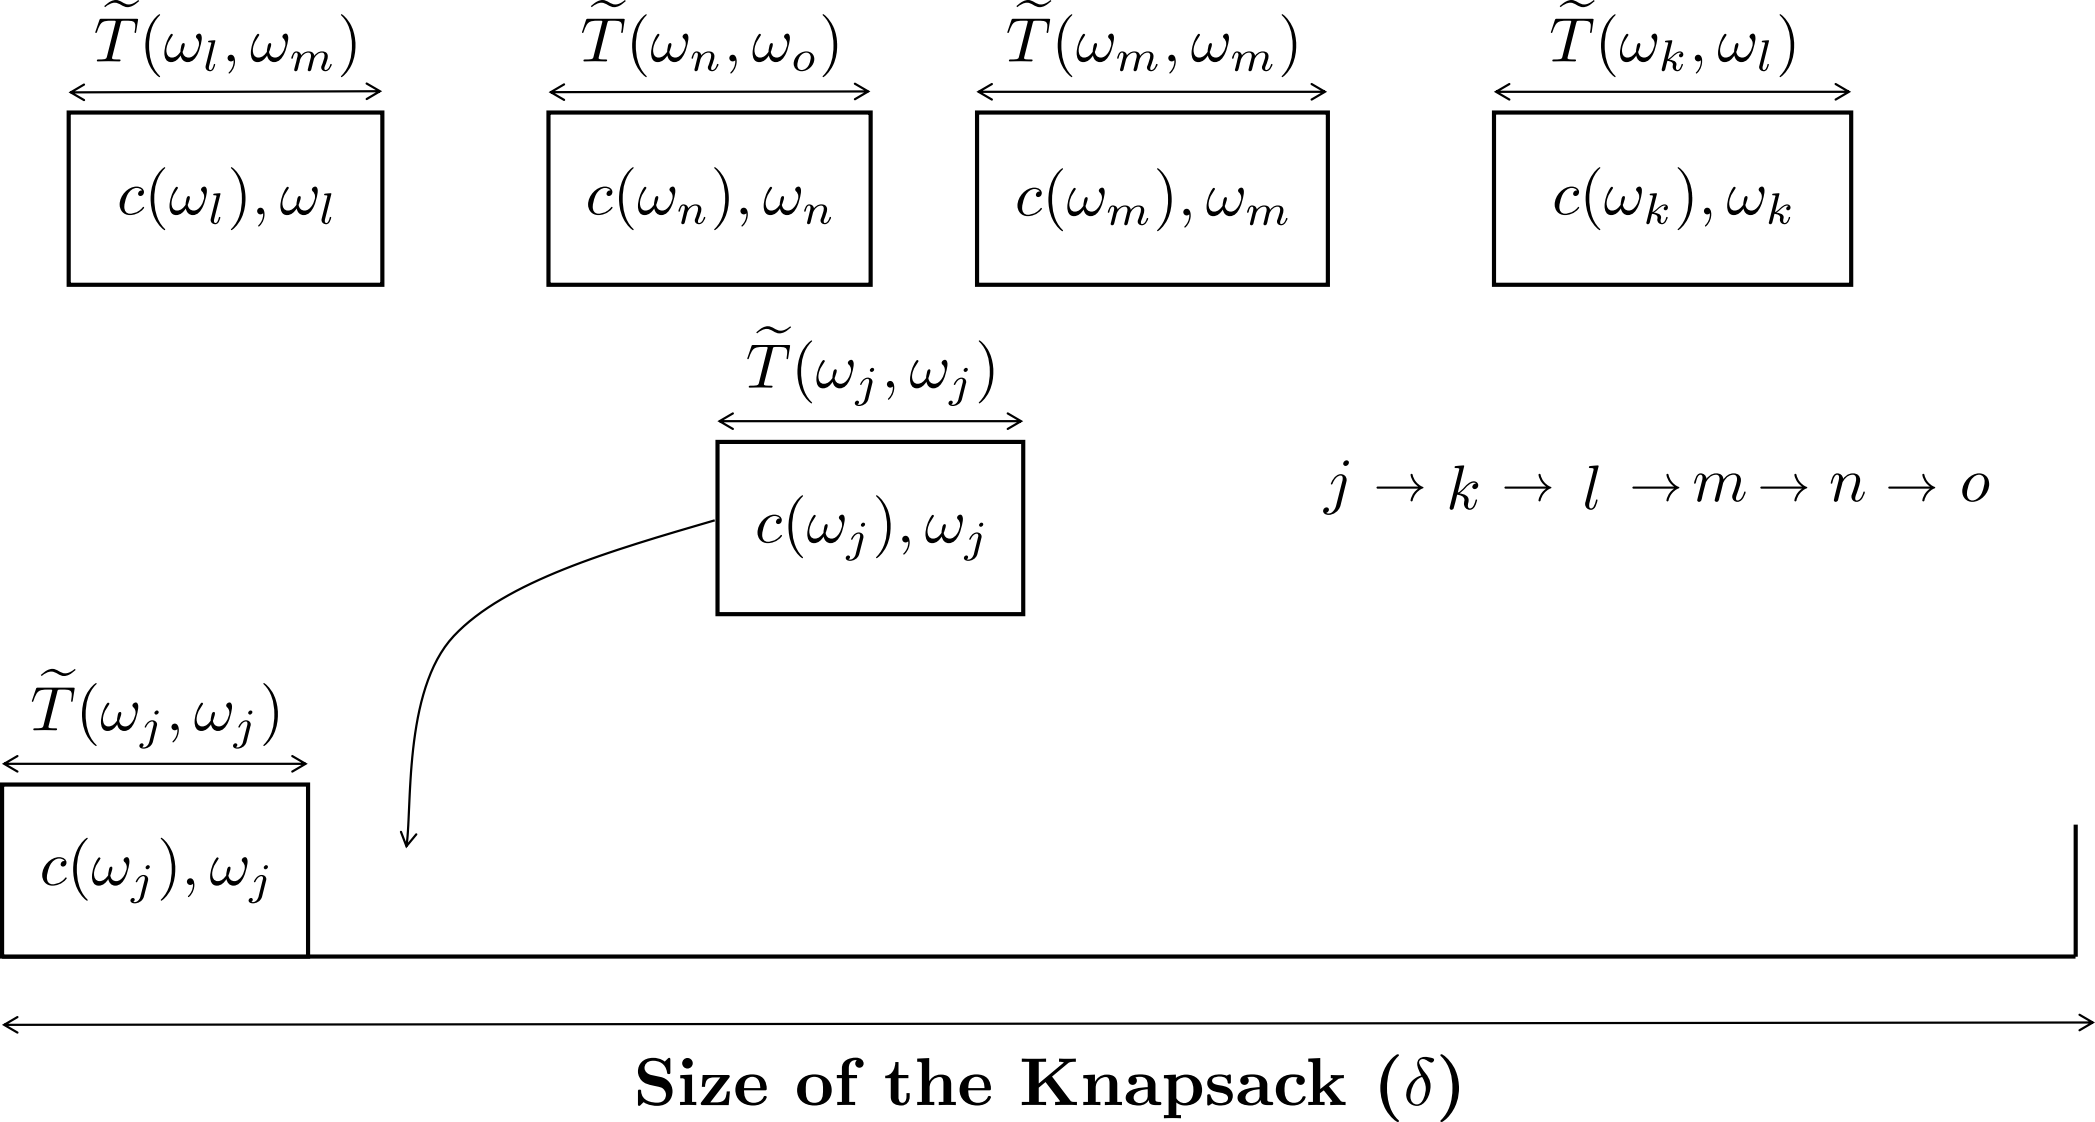 T̃(ω_l, ω_m) T̃(ω_n, ω_o) T̃(ω_m, ω_m) T̃(ω_k, ω_l)
c(ω_l), ω_l c(ω_n), ω_n c(ω_m), ω_m c(ω_k), ω_k
T̃(ω_j, ω_j)
c(ω_j), ω_j
j → k → l → m → n → o
T̃(ω_j, ω_j)
c(ω_j), ω_j
Size of the Knapsack (δ)